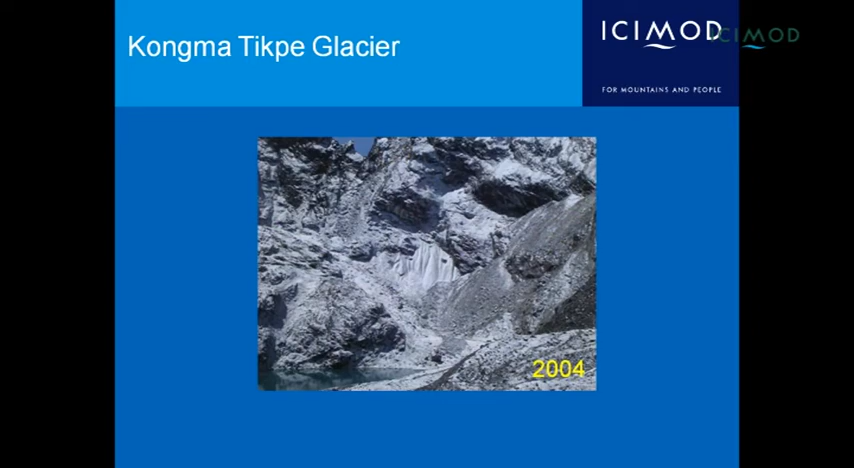 Kongma Tikpe Glacier
ICIMOD
ICIMOD
FOR MOUNTAINS AND PEOPLE
2004